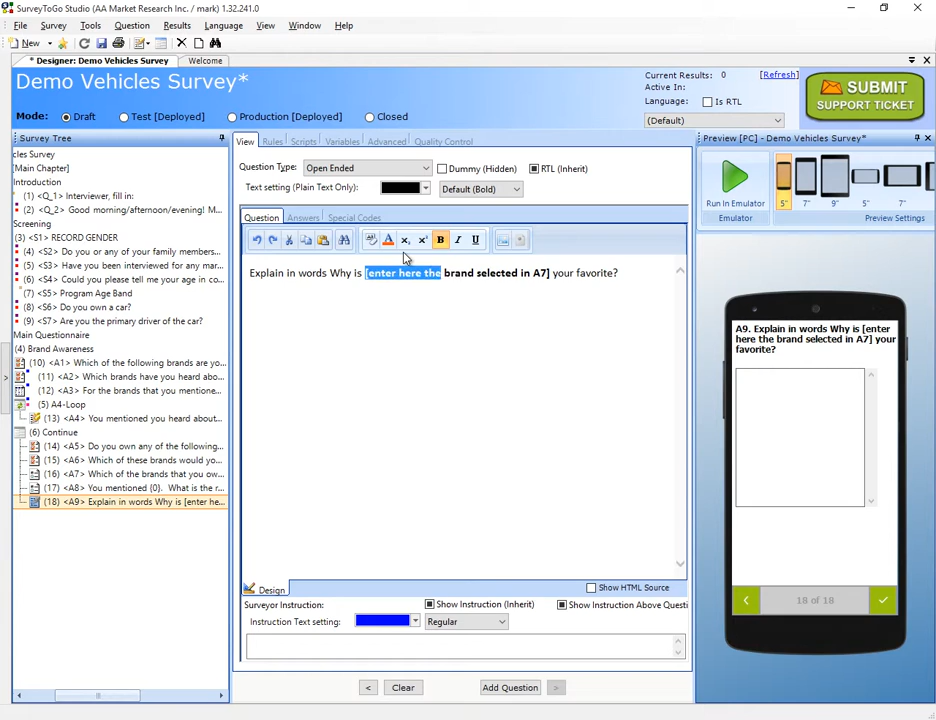 SurveyToGo Studio (AA Market Research Inc. / mark) 1.32.241.0
File Survey Tools Question Results Language View Window Help
New
* Designer: Demo Vehicles Survey* Welcome
Demo Vehicles Survey*
Current Results: 0 [Refresh]
Active In:
Language: Is RTL
(Default)
SUBMIT
SUPPORT TICKET
Mode: Draft Test [Deployed] Production [Deployed] Closed
Survey Tree
cles Survey
[Main Chapter]
Introduction
(1) <Q_1> Interviewer, fill in:
(2) <Q_2> Good morning/afternoon/evening! M...
Screening
(3) <S1> RECORD GENDER
(4) <S2> Do you or any of your family members...
(5) <S3> Have you been interviewed for any mar...
(6) <S4> Could you please tell me your age in co...
(7) <S5> Program Age Band
(8) <S6> Do you own a car?
(9) <S7> Are you the primary driver of the car?
Main Questionnaire
(4) Brand Awareness
(10) <A1> Which of the following brands are yo...
(11) <A2> Which brands have you heard abo...
(12) <A3> For the brands that you mentione...
(5) A4-Loop
(13) <A4> You mentioned you heard about...
(6) Continue
(14) <A5> Do you own any of the following...
(15) <A6> Which of these brands would yo...
(16) <A7> Which of the brands that you ow...
(17) <A8> You mentioned {0}. What is the r...
(18) <A9> Explain in words Why is [enter he...
View Rules Scripts Variables Advanced Quality Control
Question Type: Open Ended Dummy (Hidden) RTL (Inherit)
Text setting (Plain Text Only): Default (Bold)
Question Answers Special Codes
A x₂ x² B I U
Explain in words Why is [enter here the brand selected in A7] your favorite?
Design Show HTML Source
Surveyor Instruction: Show Instruction (Inherit) Show Instruction Above Questi
Instruction Text setting: Regular
< Clear Add Question >
Preview [PC] - Demo Vehicles Survey*
5" 7" 9" 5" 7"
Run In Emulator
Emulator Preview Settings
A9. Explain in words Why is [enter
here the brand selected in A7] your
favorite?
18 of 18